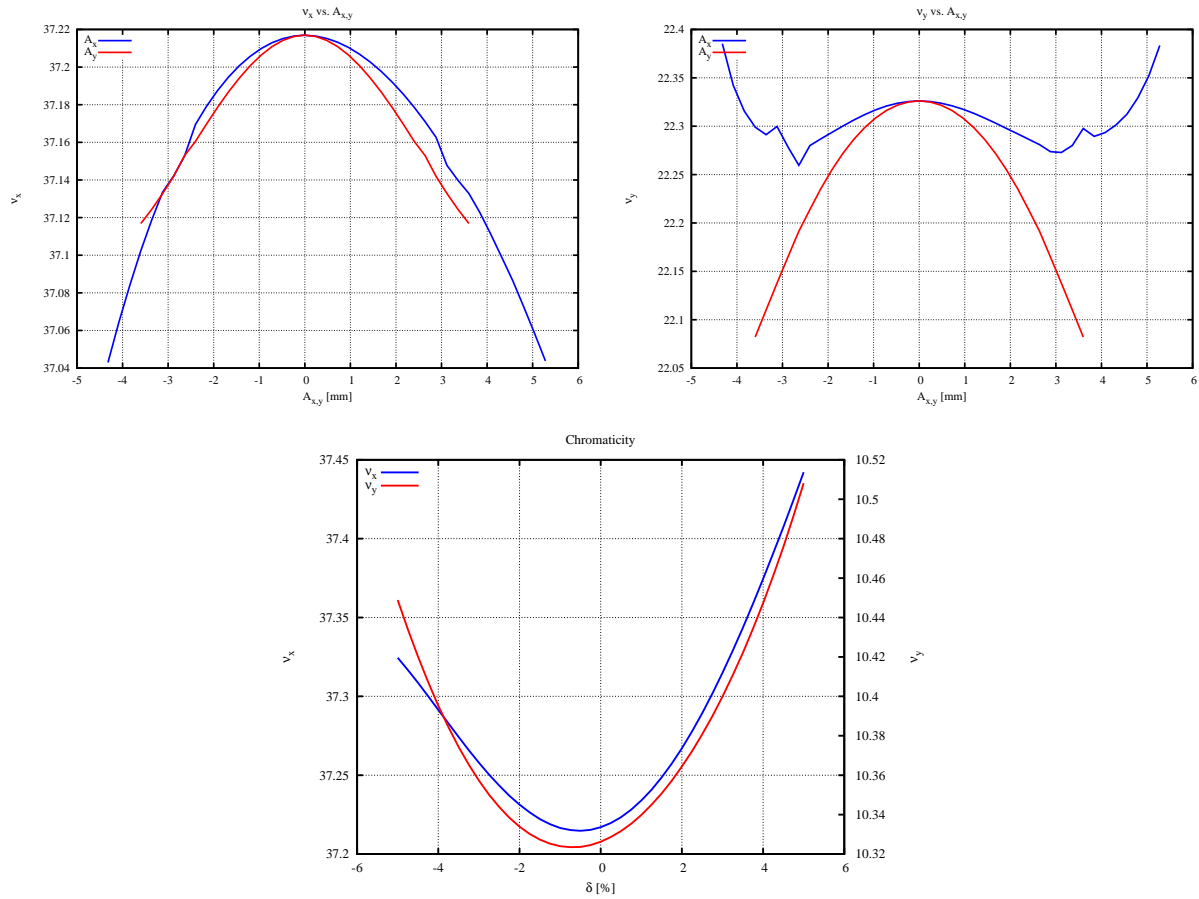 νx vs. Ax,y
Ax
Ay
37.22
37.2
37.18
37.16
37.14
37.12
37.1
37.08
37.06
37.04
νx
-5 -4 -3 -2 -1 0 1 2 3 4 5 6
Ax,y [mm]
νy vs. Ax,y
Ax
Ay
22.4
22.35
22.3
22.25
22.2
22.15
22.1
22.05
νy
-5 -4 -3 -2 -1 0 1 2 3 4 5 6
Ax,y [mm]
Chromaticity
νx
νy
37.45
37.4
37.35
37.3
37.25
37.2
νx
10.52
10.5
10.48
10.46
10.44
10.42
10.4
10.38
10.36
10.34
10.32
νy
-6 -4 -2 0 2 4 6
δ [%]